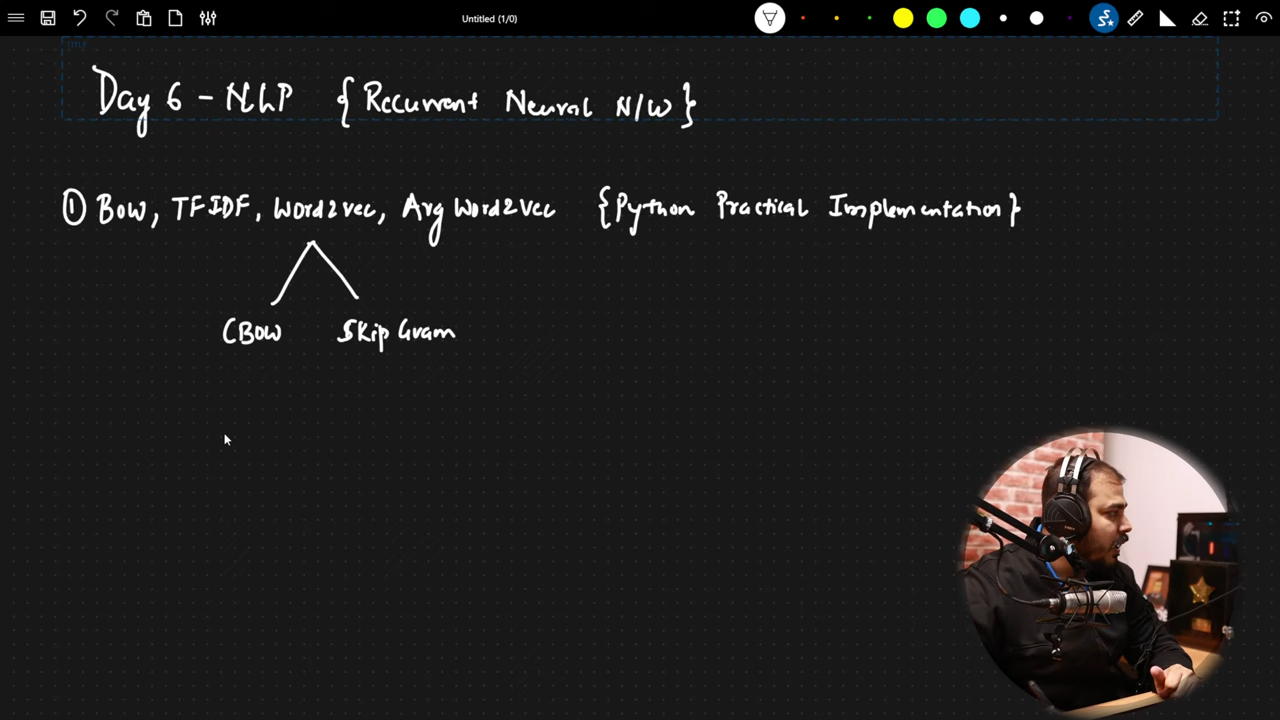 Untitled (1/0)
TITLE
Day 6 - NLP { Recurrent Neural N/W }
① BOW, TFIDF, Word2vec, Avg Word2Vec { Python Practical Implementation }
CBOW Skip Gram